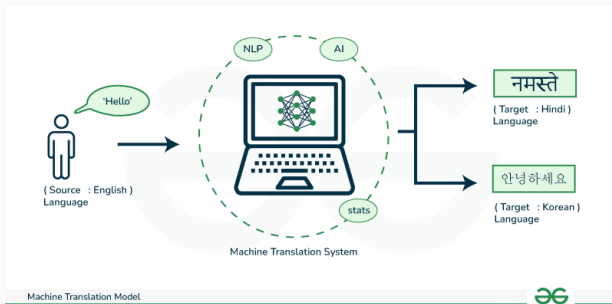 NLP
AI
'Hello'
( Source : English )
Language
stats
Machine Translation System
नमस्ते
( Target : Hindi )
Language
안녕하세요
( Target : Korean )
Language
Machine Translation Model